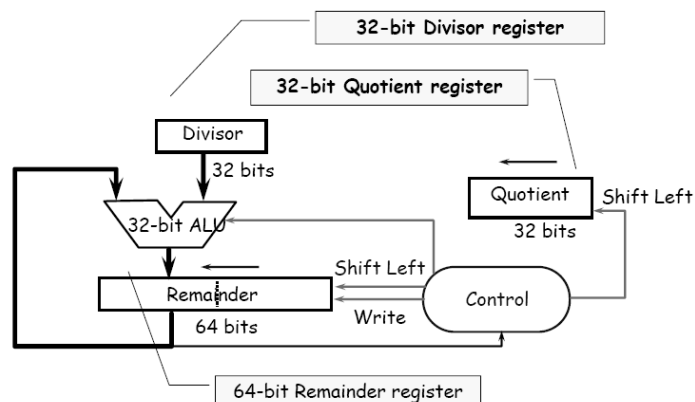 32-bit Divisor register
32-bit Quotient register
Divisor
32 bits
Quotient
Shift Left
32-bit ALU
32 bits
Shift Left
Remainder
Control
Write
64 bits
64-bit Remainder register